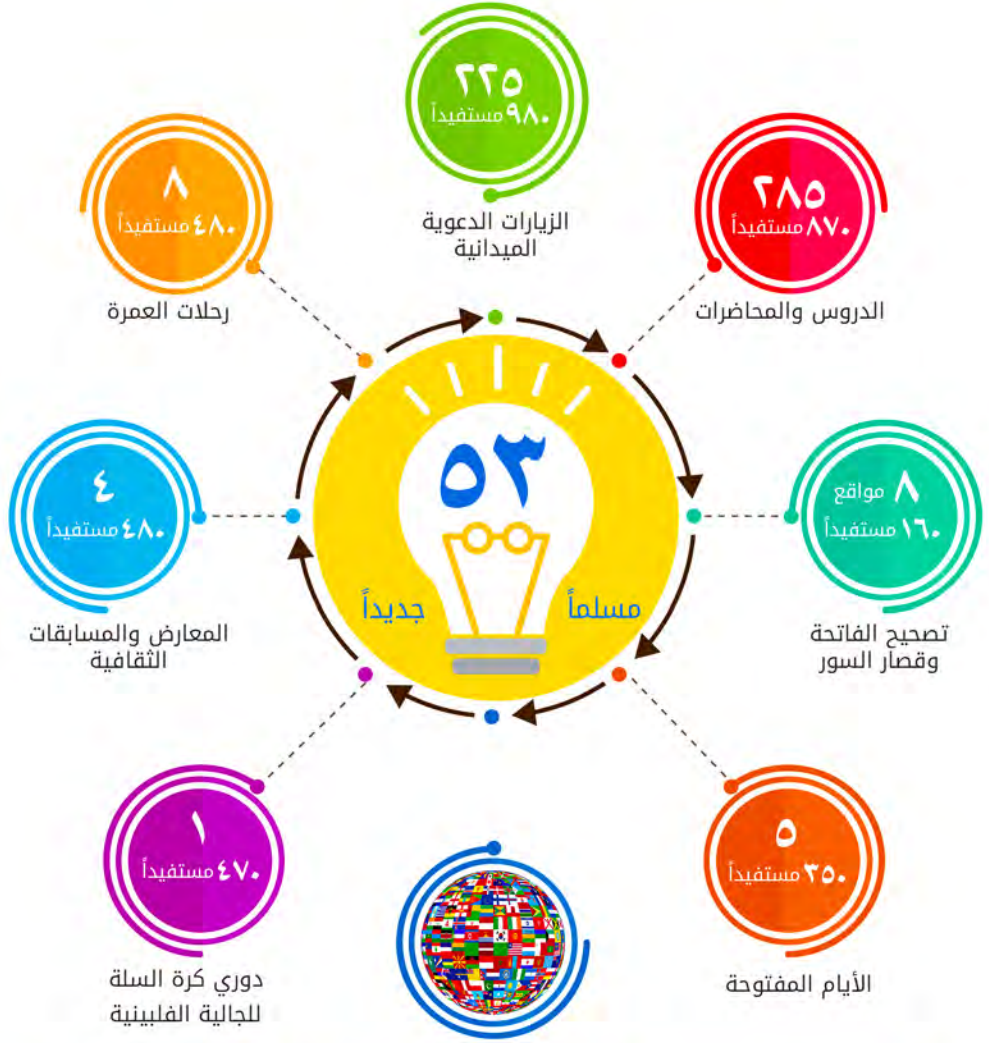 ٢٢٥
٩٨٠ مستفيداً
الزيارات الدعوية
الميدانية
٢٨٥
٨٧٠ مستفيداً
الدروس والمحاضرات
٨ مواقع
١٦٠ مستفيداً
تصحيح الفاتحة
وقصار السور
٥
٣٥٠ مستفيداً
الأيام المفتوحة
١
٤٧٠ مستفيداً
دوري كرة السلة
للجالية الفلبينية
٤
٤٨٠ مستفيداً
المعارض والمسابقات
الثقافية
٨
٤٨٠ مستفيداً
رحلات العمرة
٥٣
مسلماً جديداً